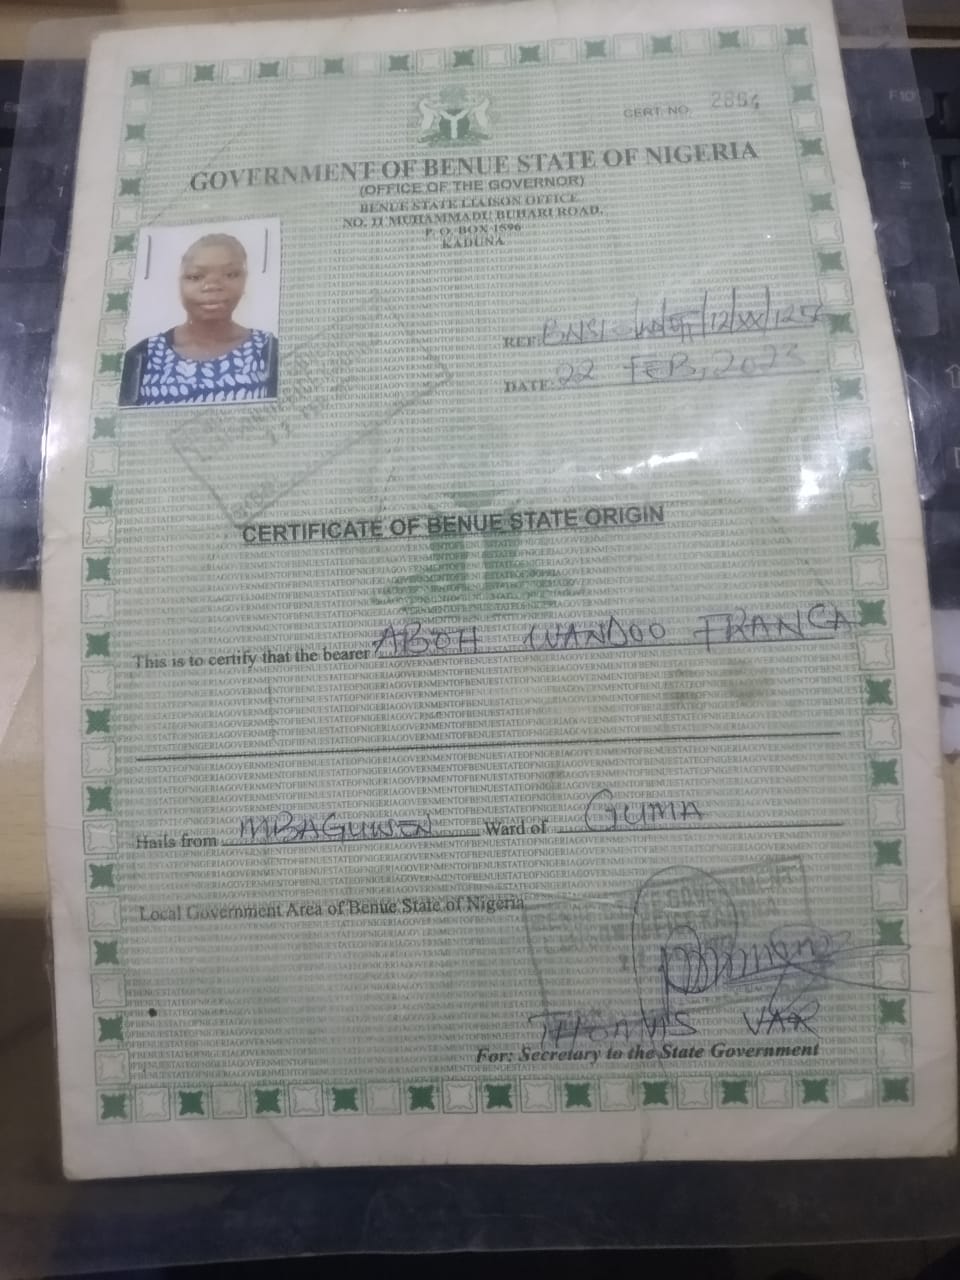 CERT. NO. 2864
GOVERNMENT OF BENUE STATE OF NIGERIA
(OFFICE OF THE GOVERNOR)
BENUE STATE LIAISON OFFICE
NO. 11 MUHAMMADU BUHARI ROAD,
P. O. BOX 1596
KADUNA
REF:
DATE: 22 FEB, 2023
CERTIFICATE OF BENUE STATE ORIGIN
This is to certify that the bearer ABOH WANDOO FRANCA
Hails from MBAGWEN Ward of GUMA
Local Government Area of Benue State of Nigeria
VAR
For: Secretary to the State Government